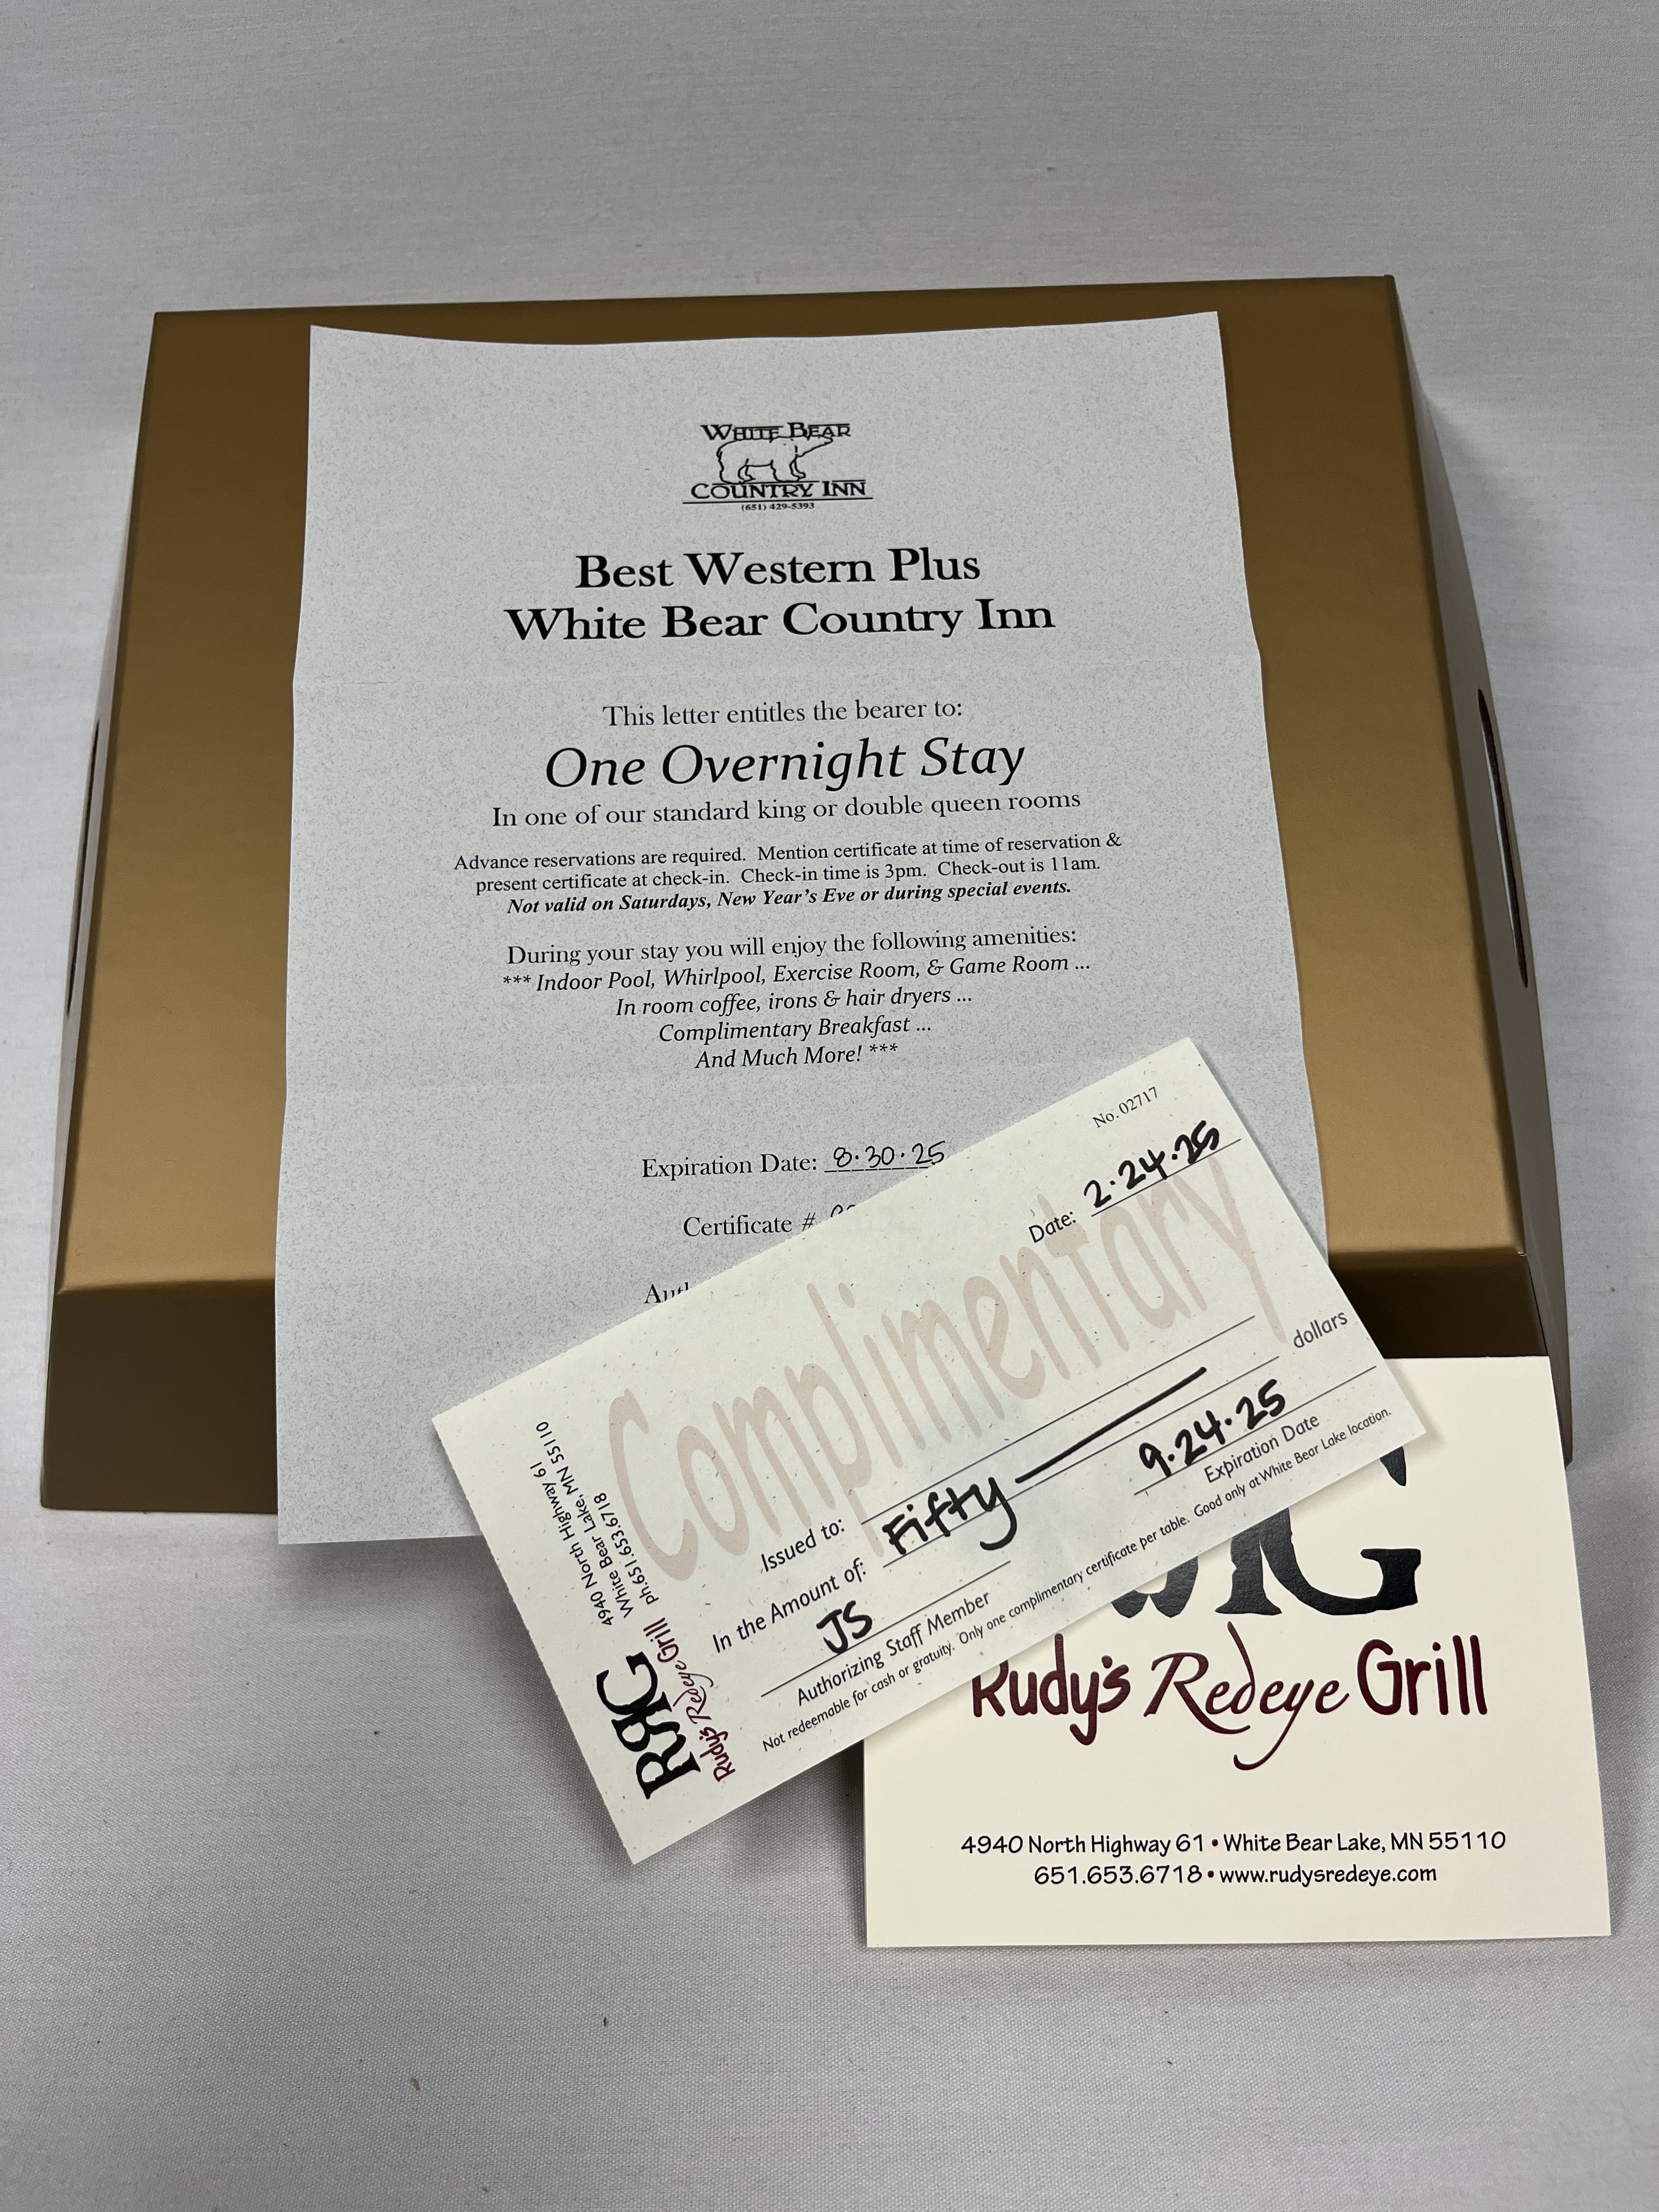 WHITE BEAR
COUNTRY INN
(651) 429-5393
Best Western Plus
White Bear Country Inn
This letter entitles the bearer to:
One Overnight Stay
In one of our standard king or double queen rooms
Advance reservations are required. Mention certificate at time of reservation &
present certificate at check-in. Check-in time is 3pm. Check-out is 11am.
Not valid on Saturdays, New Year's Eve or during special events.
During your stay you will enjoy the following amenities:
*** Indoor Pool, Whirlpool, Exercise Room, & Game Room ...
In room coffee, irons & hair dryers ...
Complimentary Breakfast ...
And Much More! ***
Expiration Date: 8.30.25
Certificate #
No. 02717
Date: 2.24.25
Complimentary
Issued to:
In the Amount of: Fifty dollars
JS
Authorizing Staff Member
9.24.25
Expiration Date
Not redeemable for cash or gratuity. Only one complimentary certificate per table. Good only at White Bear Lake location.
RRG
Rudy's Redeye Grill
4940 North Highway 61
White Bear Lake, MN 55110
ph.651.653.6718
Rudy's Redeye Grill
4940 North Highway 61 • White Bear Lake, MN 55110
651.653.6718 • www.rudysredeye.com